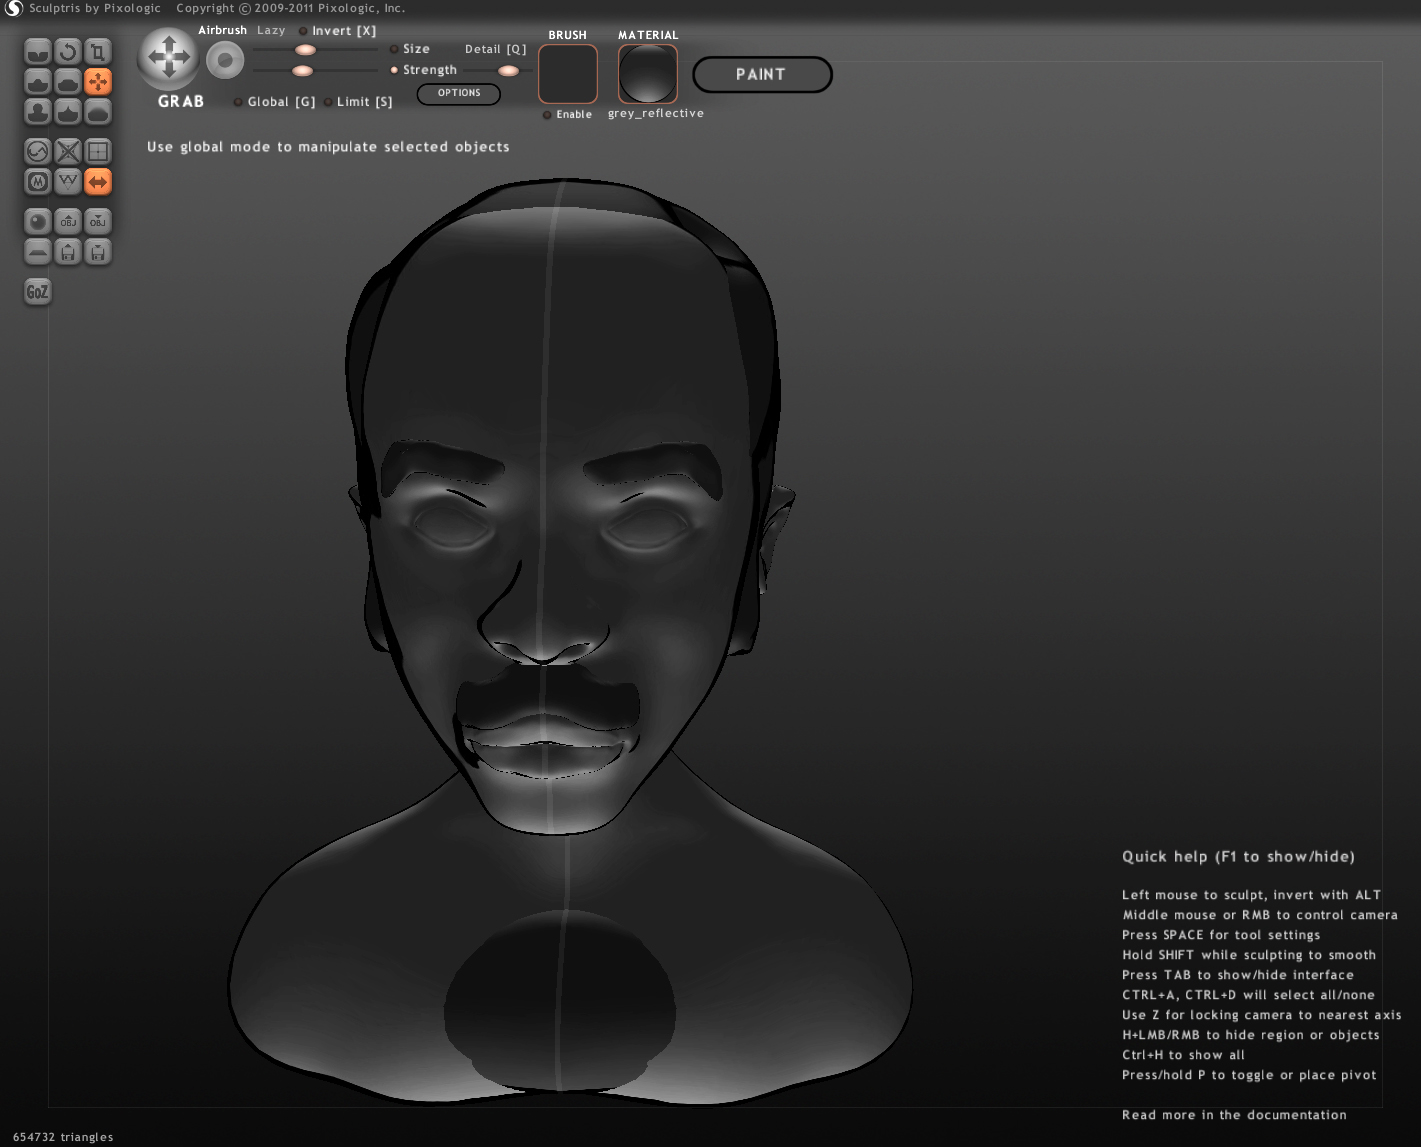 Sculptris by Pixologic Copyright © 2009-2011 Pixologic, Inc.
Airbrush Lazy Invert [X]
Size Detail [Q]
Strength
GRAB Global [G] Limit [S] OPTIONS
BRUSH MATERIAL
Enable grey_reflective
PAINT
OBJ OBJ
GoZ
Use global mode to manipulate selected objects
Quick help (F1 to show/hide)
Left mouse to sculpt, invert with ALT
Middle mouse or RMB to control camera
Press SPACE for tool settings
Hold SHIFT while sculpting to smooth
Press TAB to show/hide interface
CTRL+A, CTRL+D will select all/none
Use Z for locking camera to nearest axis
H+LMB/RMB to hide region or objects
Ctrl+H to show all
Press/hold P to toggle or place pivot
Read more in the documentation
654732 triangles